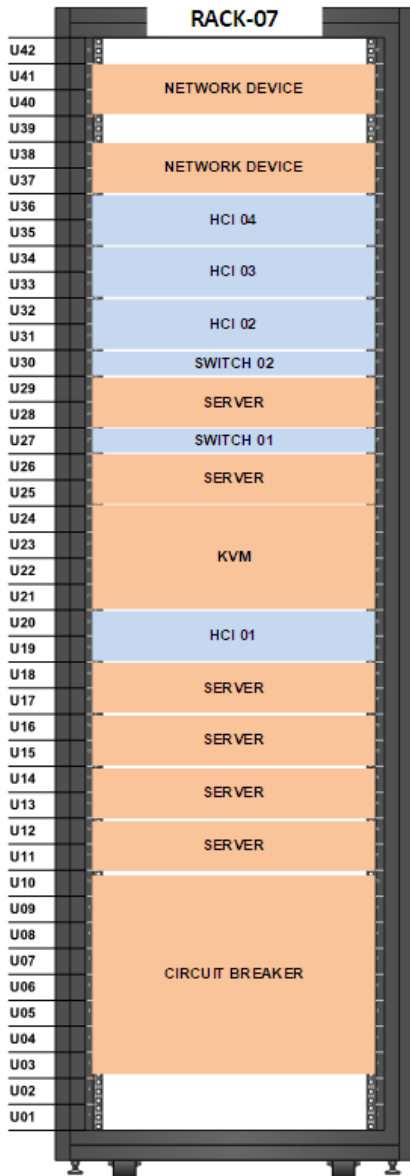 RACK-07
U42
U41
NETWORK DEVICE
U40
U39
U38
NETWORK DEVICE
U37
U36
HCI 04
U35
U34
HCI 03
U33
U32
HCI 02
U31
U30
SWITCH 02
U29
SERVER
U28
U27
SWITCH 01
U26
SERVER
U25
U24
U23
KVM
U22
U21
U20
HCI 01
U19
U18
SERVER
U17
U16
SERVER
U15
U14
SERVER
U13
U12
SERVER
U11
U10
U09
U08
U07
CIRCUIT BREAKER
U06
U05
U04
U03
U02
U01